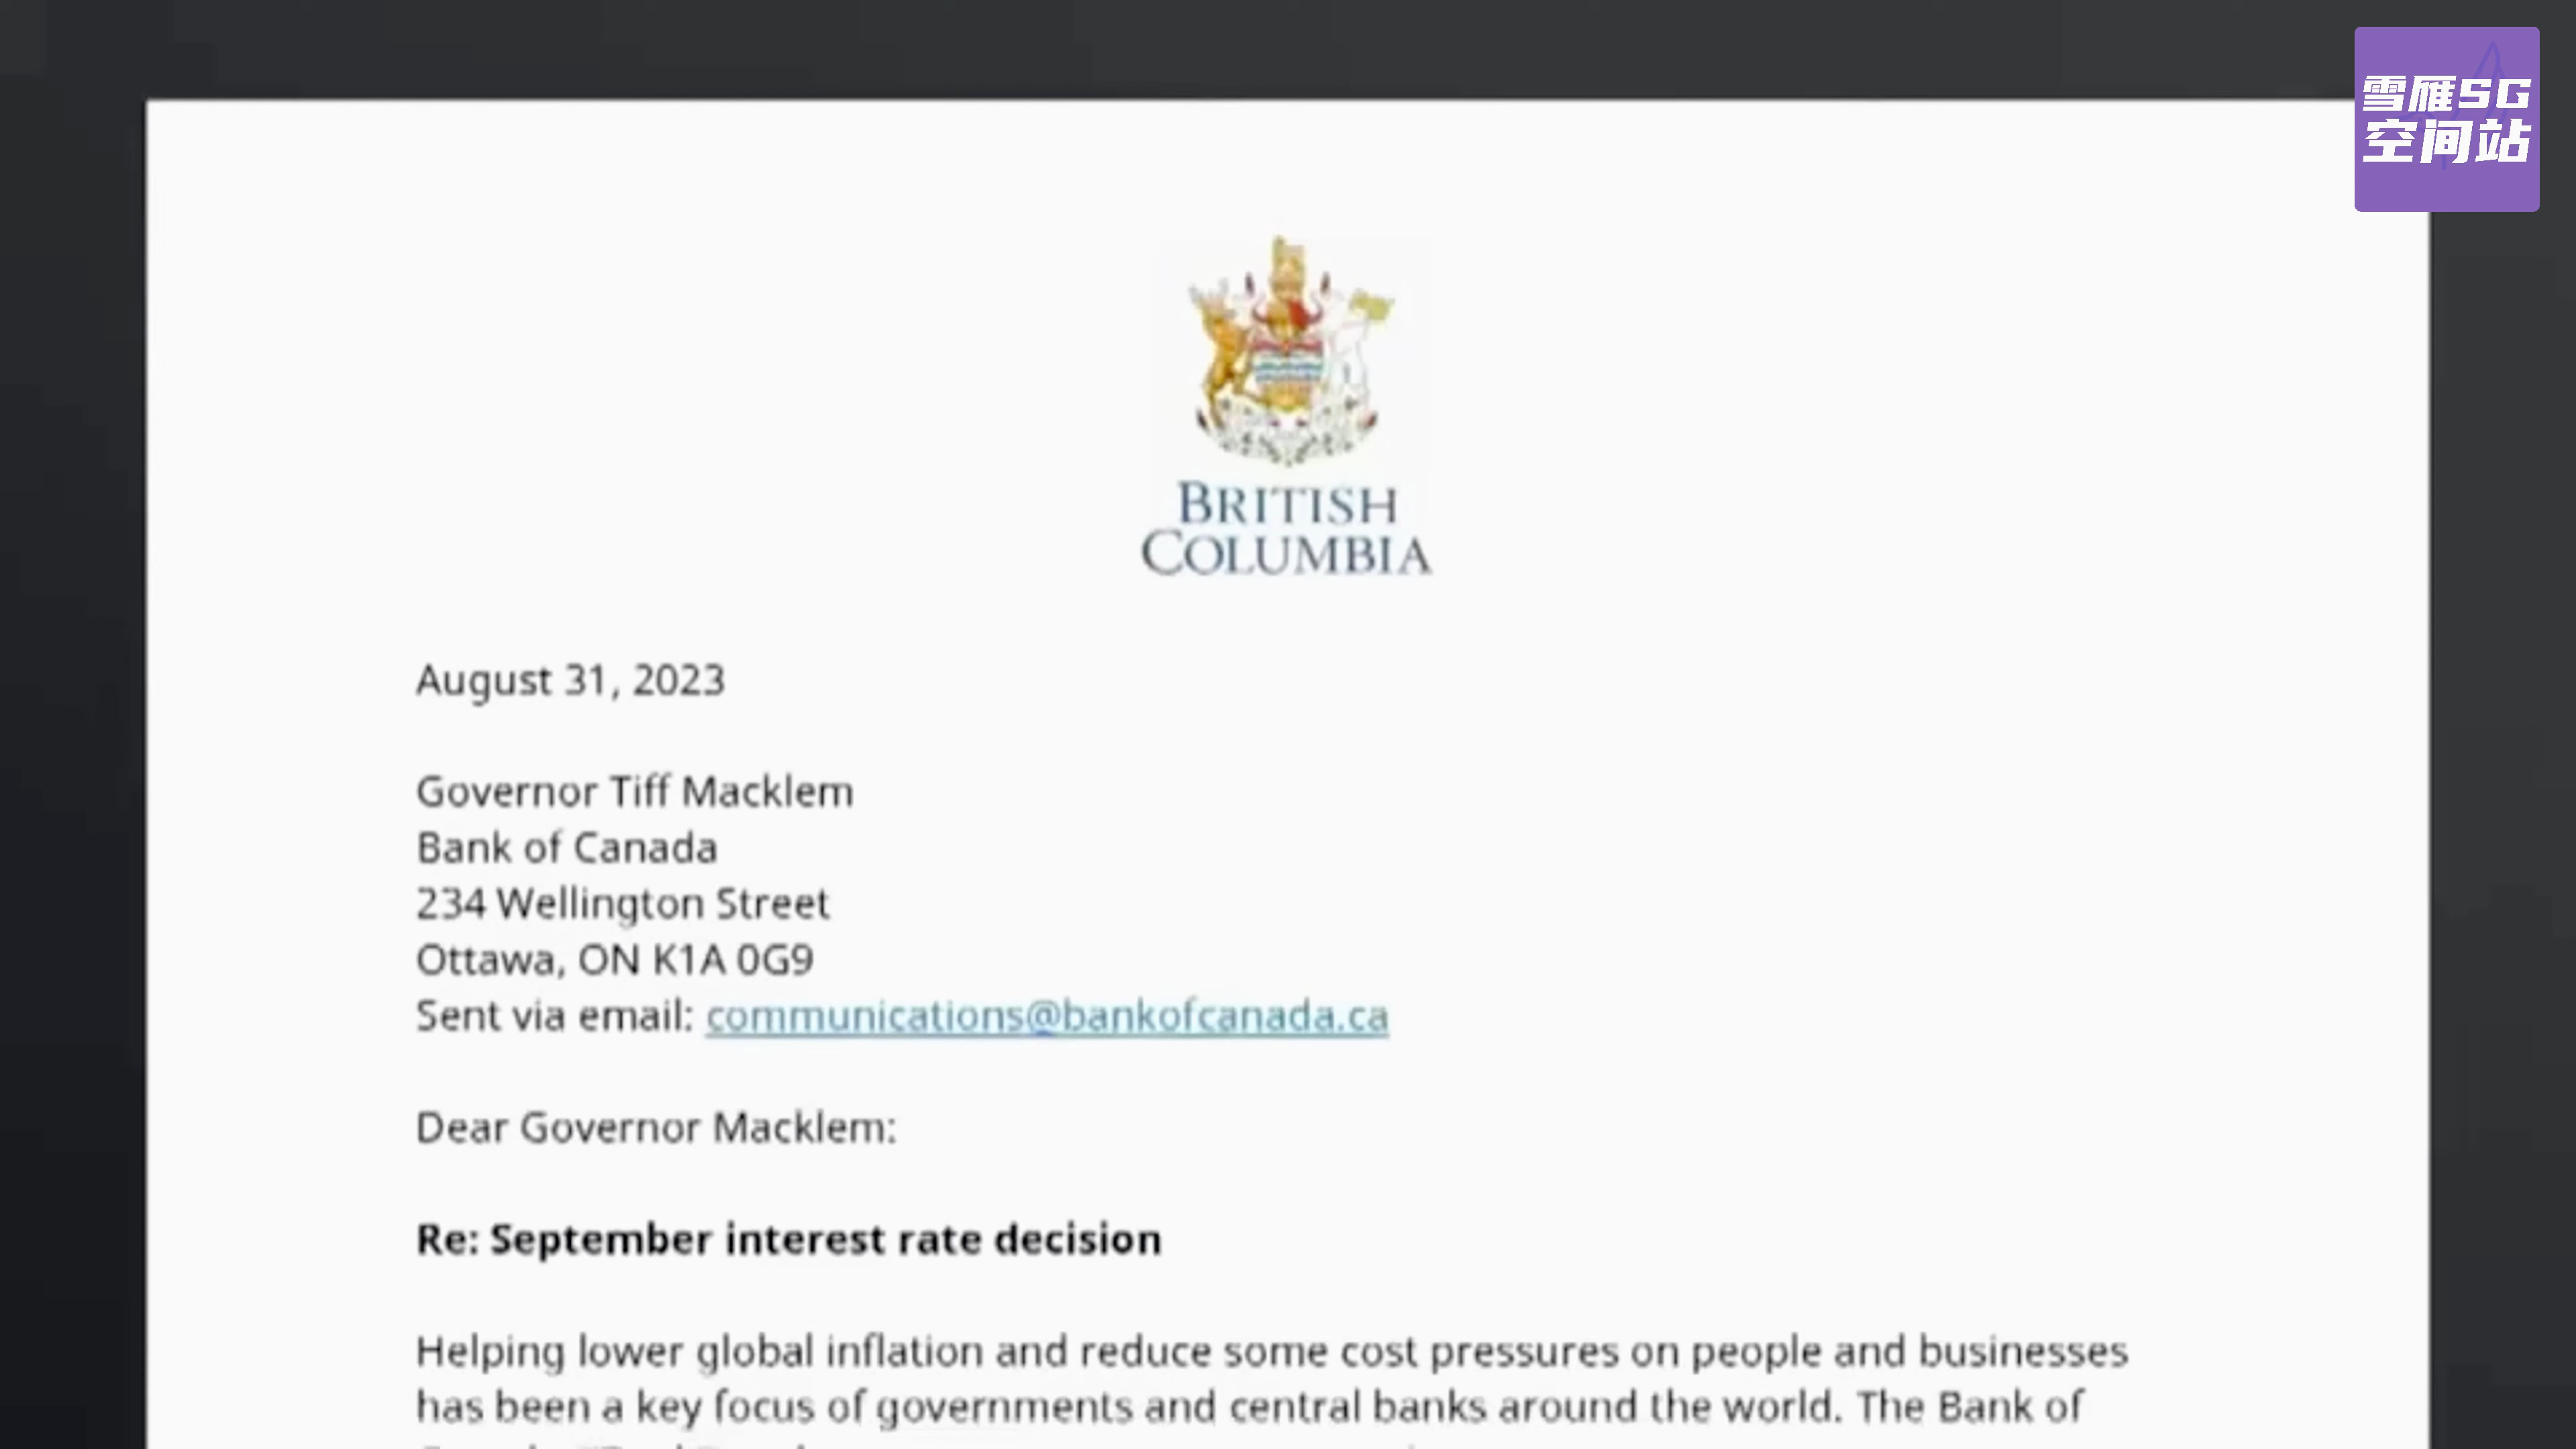 雪雁SG
空间站
BRITISH
COLUMBIA
August 31, 2023
Governor Tiff Macklem
Bank of Canada
234 Wellington Street
Ottawa, ON K1A 0G9
Sent via email: communications@bankofcanada.ca
Dear Governor Macklem:
Re: September interest rate decision
Helping lower global inflation and reduce some cost pressures on people and businesses
has been a key focus of governments and central banks around the world. The Bank of